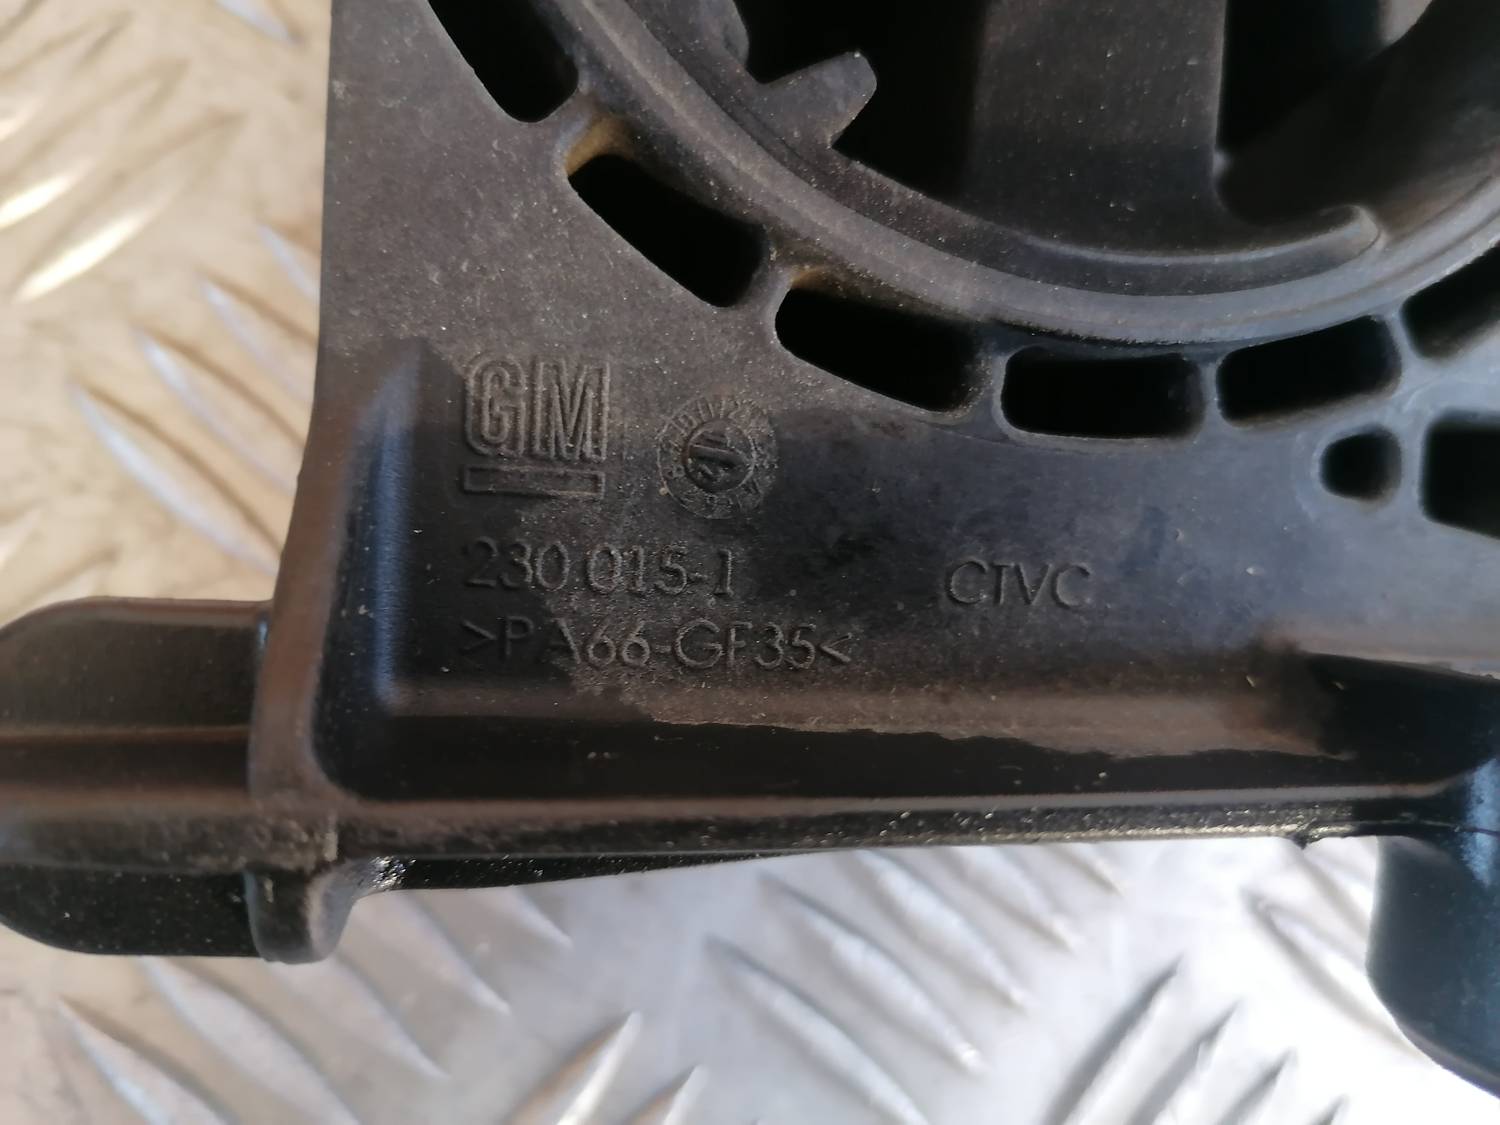 GM
230.015-1
CTVC
>PA66-GF35<